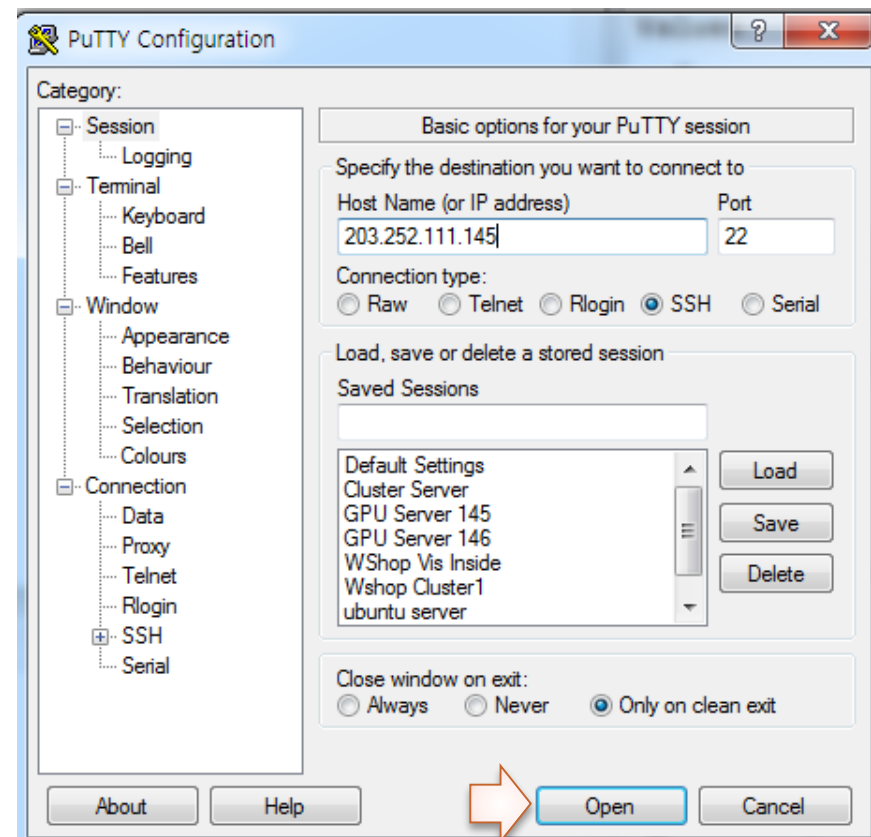 PuTTY Configuration
Category:
Session
Logging
Terminal
Keyboard
Bell
Features
Window
Appearance
Behaviour
Translation
Selection
Colours
Connection
Data
Proxy
Telnet
Rlogin
SSH
Serial
Basic options for your PuTTY session
Specify the destination you want to connect to
Host Name (or IP address) Port
203.252.111.145 22
Connection type:
Raw Telnet Rlogin SSH Serial
Load, save or delete a stored session
Saved Sessions
Default Settings
Cluster Server
GPU Server 145
GPU Server 146
WShop Vis Inside
Wshop Cluster1
ubuntu server
Load
Save
Delete
Close window on exit:
Always Never Only on clean exit
About Help Open Cancel